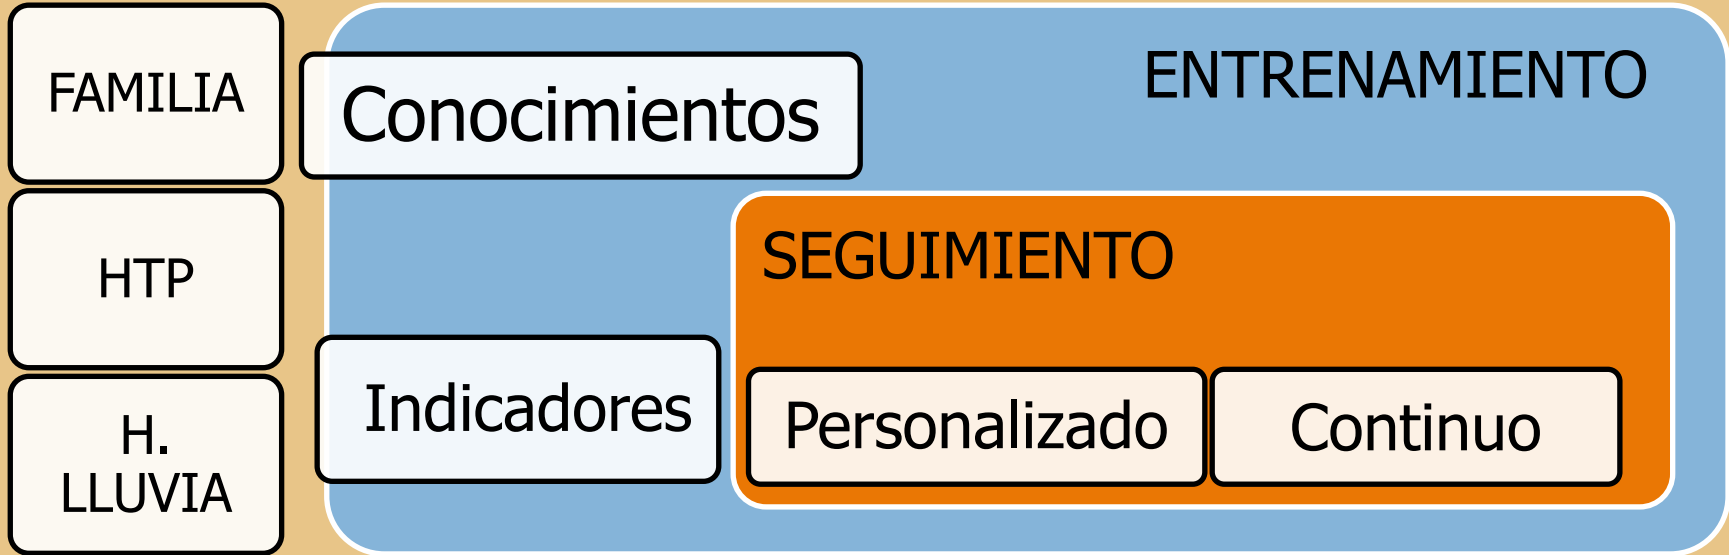 FAMILIA
HTP
H.
LLUVIA
Conocimientos
ENTRENAMIENTO
SEGUIMIENTO
Indicadores
Personalizado
Continuo